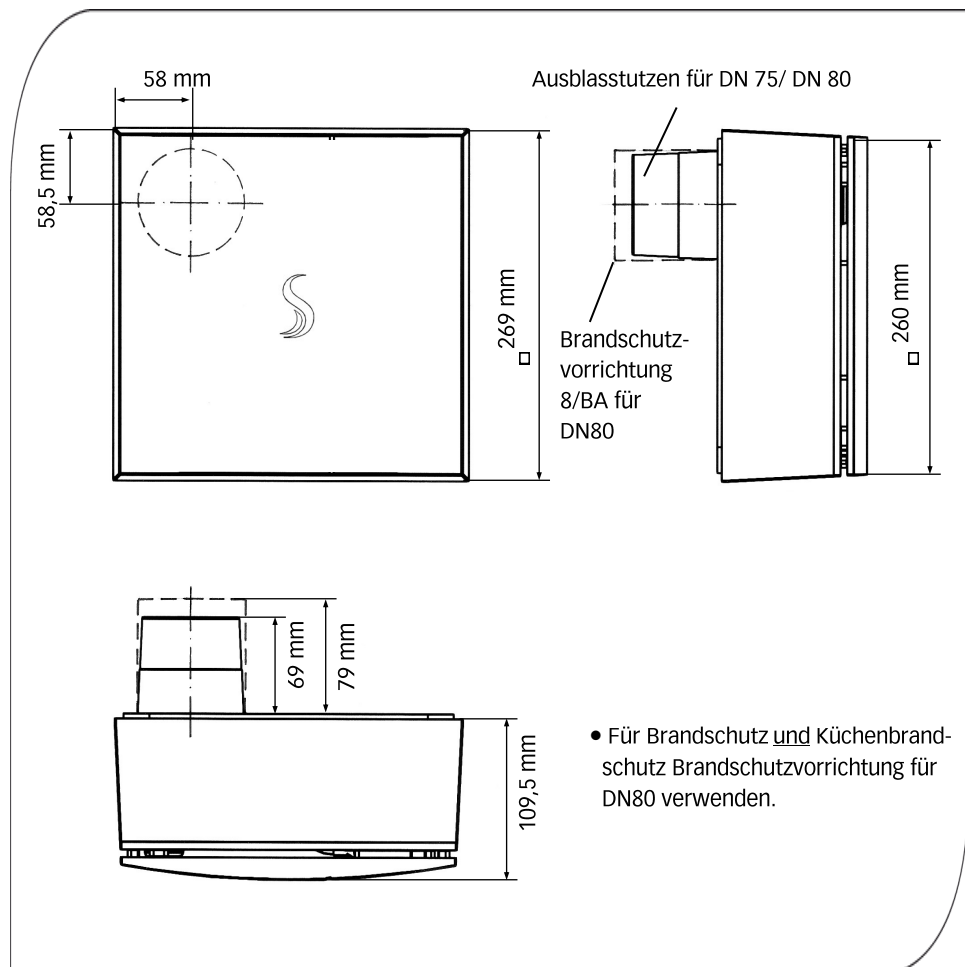 58 mm
Ausblasstutzen für DN 75/ DN 80
58,5 mm
□ 269 mm
□ 260 mm
Brandschutz-
vorrichtung
8/BA für
DN80
69 mm
79 mm
109,5 mm
• Für Brandschutz und Küchenbrand-
schutz Brandschutzvorrichtung für
DN80 verwenden.